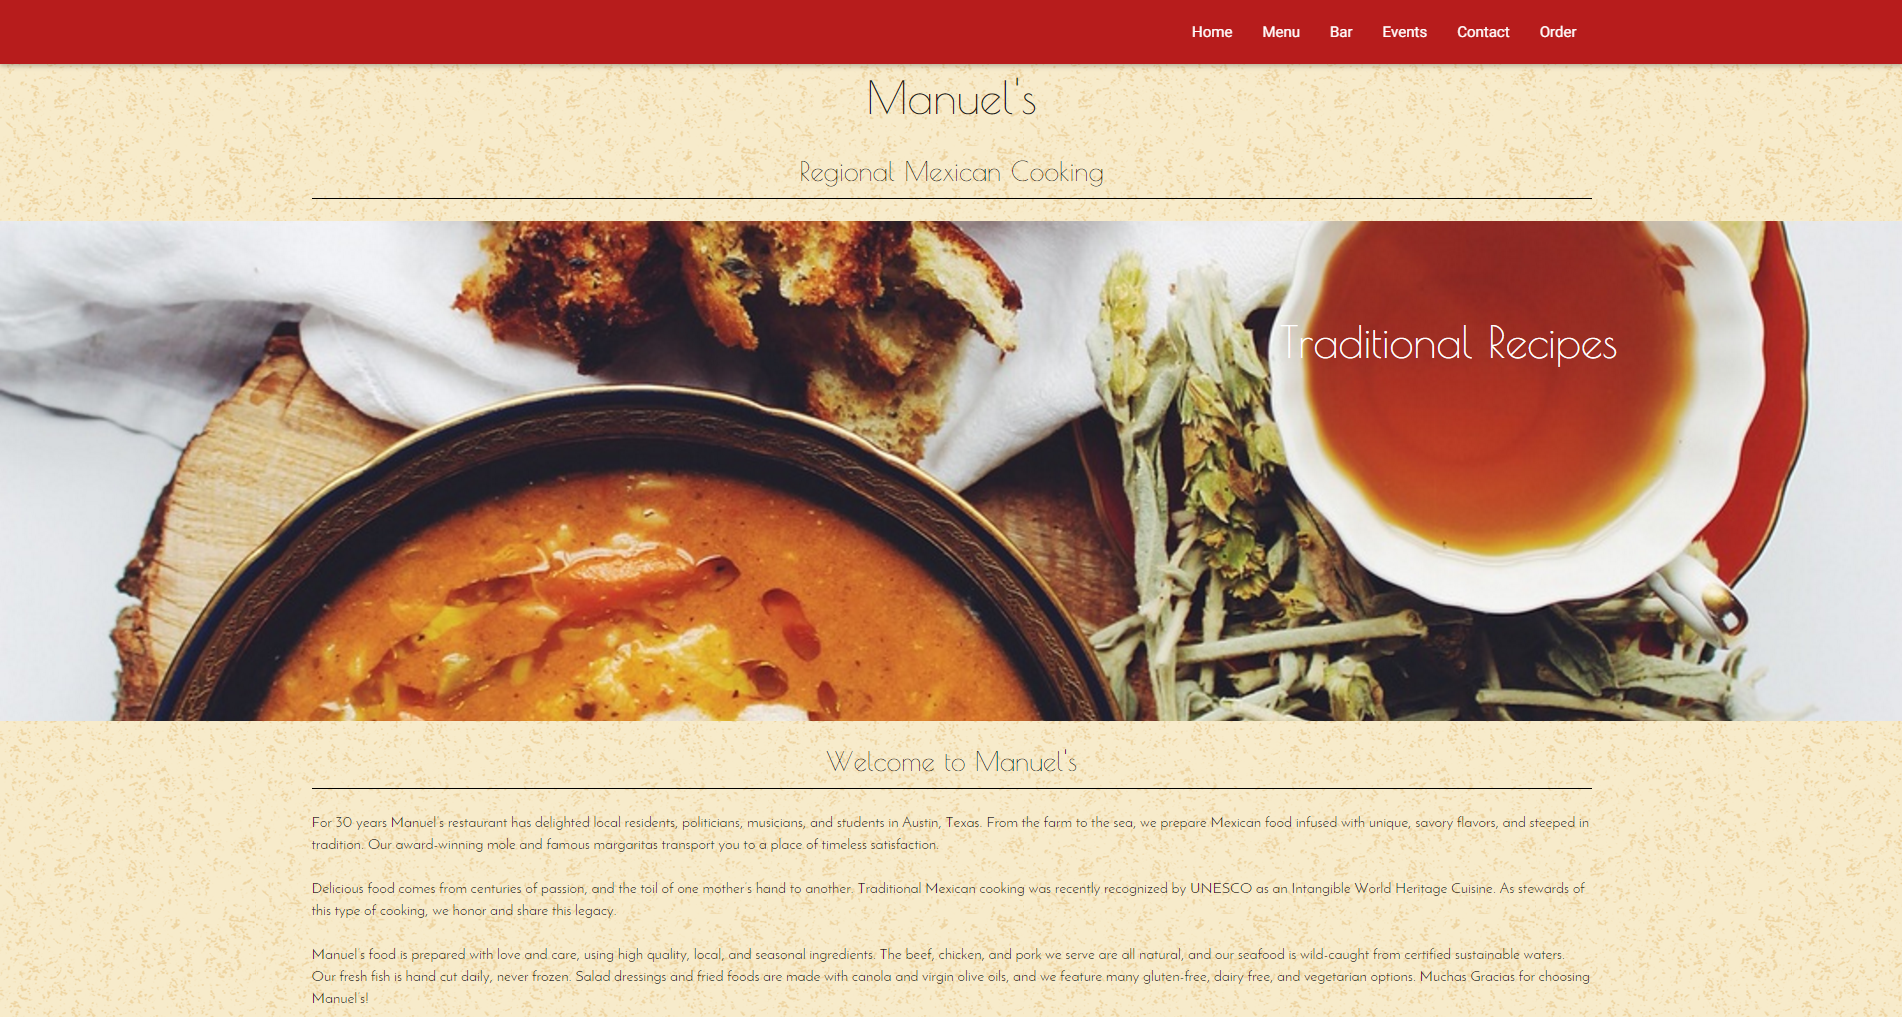 Home Menu Bar Events Contact Order
Manuel's
Regional Mexican Cooking
Traditional Recipes
Welcome to Manuel's
For 30 years Manuel's restaurant has delighted local residents, politicians, musicians, and students in Austin, Texas. From the farm to the sea, we prepare Mexican food infused with unique, savory flavors, and steeped in
tradition. Our award-winning mole and famous margaritas transport you to a place of timeless satisfaction.
Delicious food comes from centuries of passion, and the toil of one mother's hand to another. Traditional Mexican cooking was recently recognized by UNESCO as an Intangible World Heritage Cuisine. As stewards of
this type of cooking, we honor and share this legacy.
Manuel's food is prepared with love and care, using high quality, local, and seasonal ingredients. The beef, chicken, and pork we serve are all natural, and our seafood is wild-caught from certified sustainable waters.
Our fresh fish is hand cut daily, never frozen. Salad dressings and fried foods are made with canola and virgin olive oils, and we feature many gluten-free, dairy free, and vegetarian options. Muchas Gracias for choosing
Manuel's!